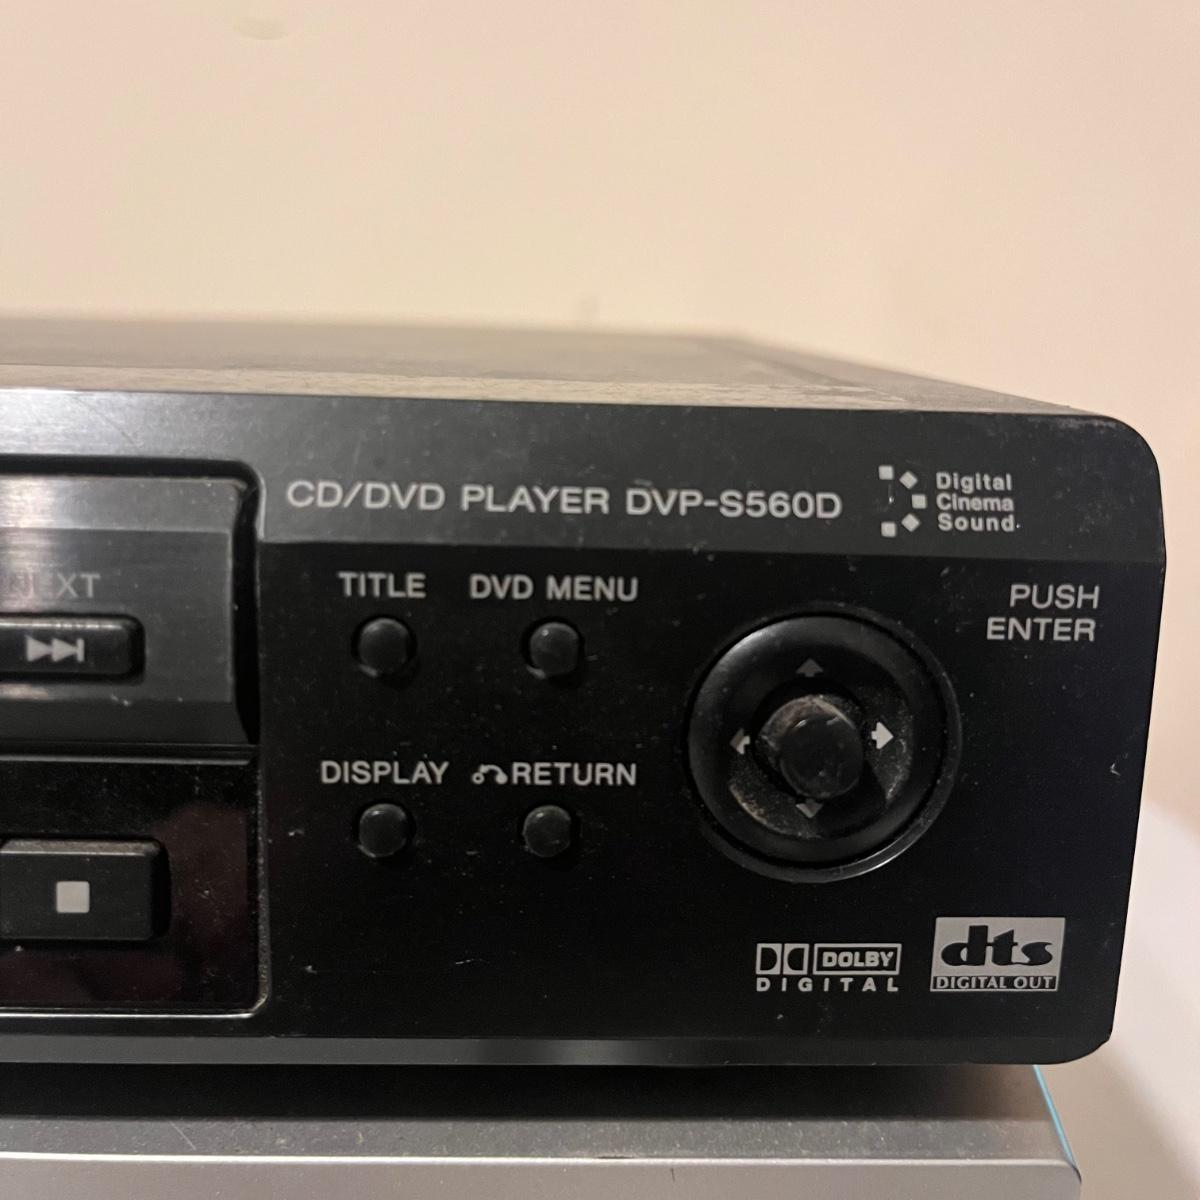 CD/DVD PLAYER DVP-S560D
Digital
Cinema
Sound
NEXT
TITLE
DVD MENU
PUSH
ENTER
DISPLAY
RETURN
DOLBY
DIGITAL
dts
DIGITAL OUT